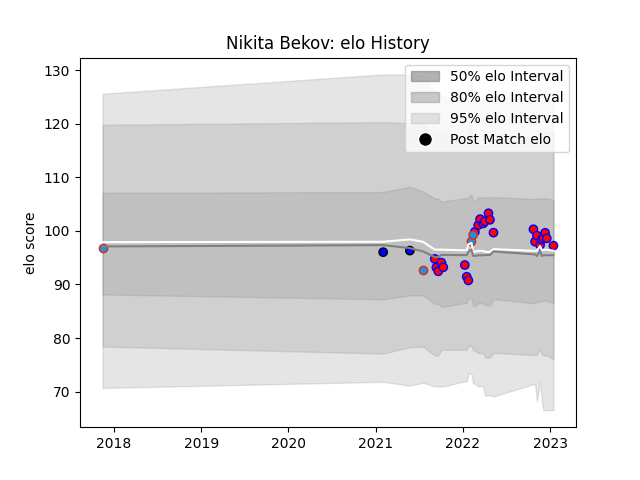 Nikita Bekov: elo History
50% elo Interval
80% elo Interval
95% elo Interval
Post Match elo
elo score
130
120
110
100
90
80
70
2018 2019 2020 2021 2022 2023